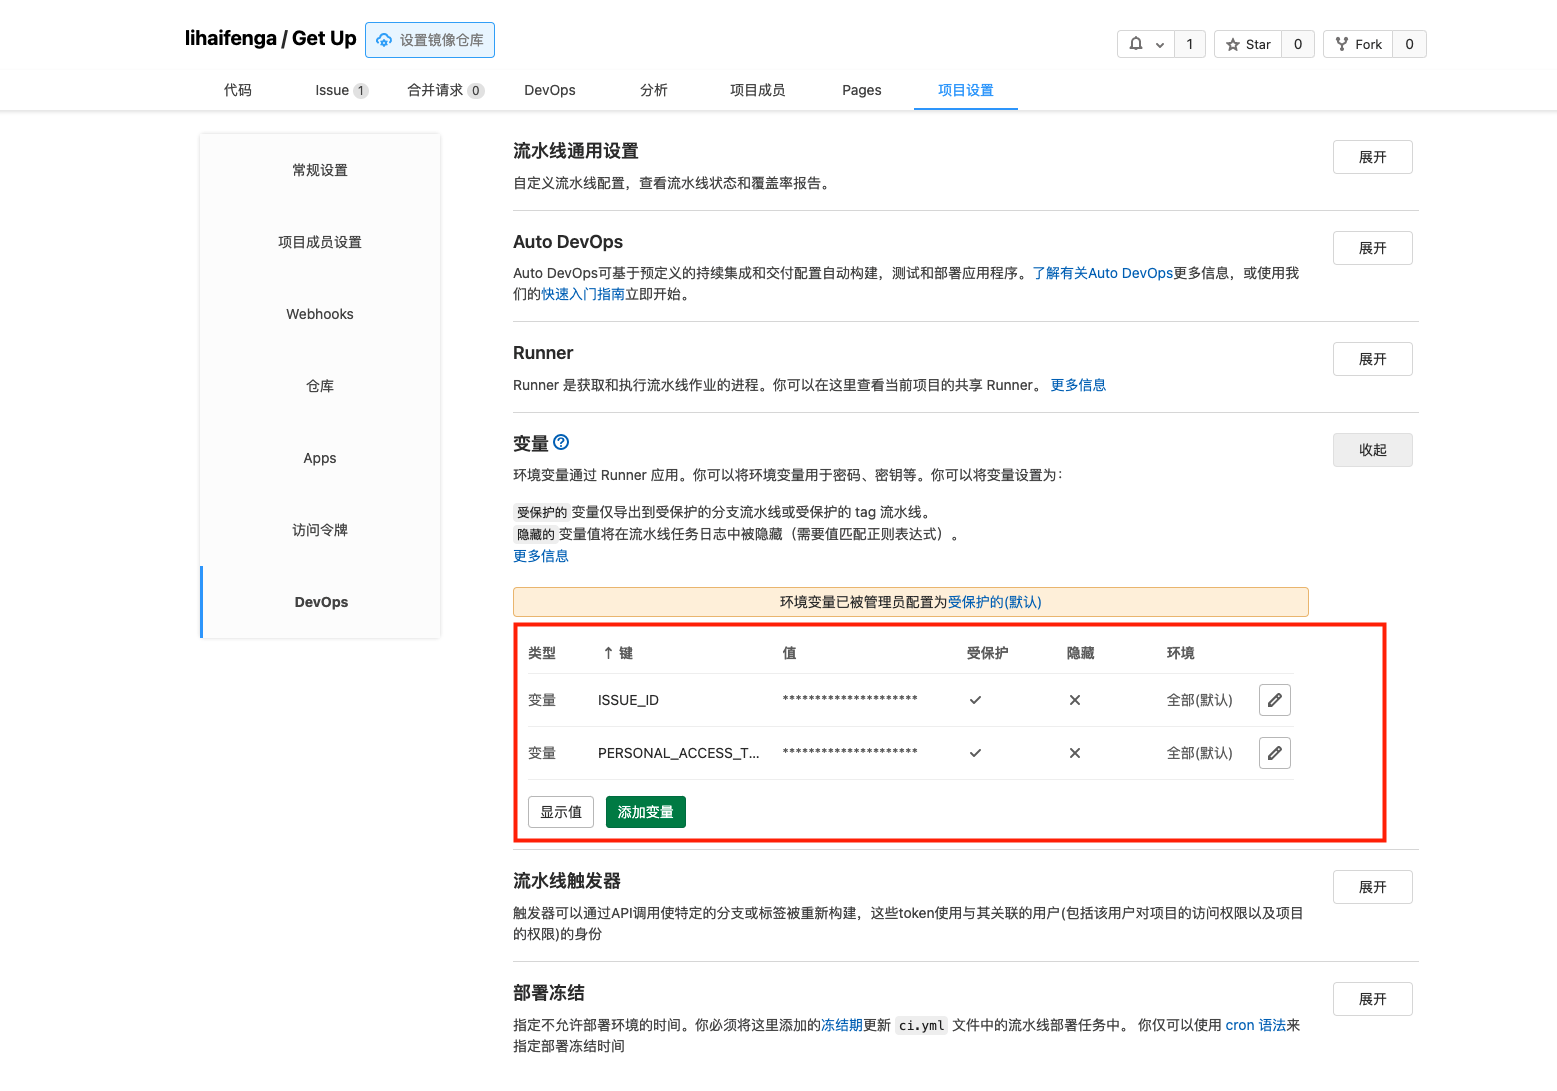 lihaifenga / Get Up 设置镜像仓库 1 Star 0 Fork 0
代码 Issue 1 合并请求 0 DevOps 分析 项目成员 Pages 项目设置
常规设置
项目成员设置
Webhooks
仓库
Apps
访问令牌
DevOps
流水线通用设置 展开
自定义流水线配置，查看流水线状态和覆盖率报告。
Auto DevOps 展开
Auto DevOps可基于预定义的持续集成和交付配置自动构建，测试和部署应用程序。了解有关Auto DevOps更多信息，或使用我
们的快速入门指南立即开始。
Runner 展开
Runner 是获取和执行流水线作业的进程。你可以在这里查看当前项目的共享 Runner。 更多信息
变量 ? 收起
环境变量通过 Runner 应用。你可以将环境变量用于密码、密钥等。你可以将变量设置为：
受保护的 变量仅导出到受保护的分支流水线或受保护的 tag 流水线。
隐藏的 变量值将在流水线任务日志中被隐藏（需要值匹配正则表达式）。
更多信息
环境变量已被管理员配置为受保护的(默认)
类型 ↑ 键 值 受保护 隐藏 环境
变量 ISSUE_ID ********************* ✓ ✕ 全部(默认)
变量 PERSONAL_ACCESS_T... ********************* ✓ ✕ 全部(默认)
显示值 添加变量
流水线触发器 展开
触发器可以通过API调用使特定的分支或标签被重新构建，这些token使用与其关联的用户(包括该用户对项目的访问权限以及项目
的权限)的身份
部署冻结 展开
指定不允许部署环境的时间。你必须将这里添加的冻结期更新 ci.yml 文件中的流水线部署任务中。 你仅可以使用 cron 语法来
指定部署冻结时间